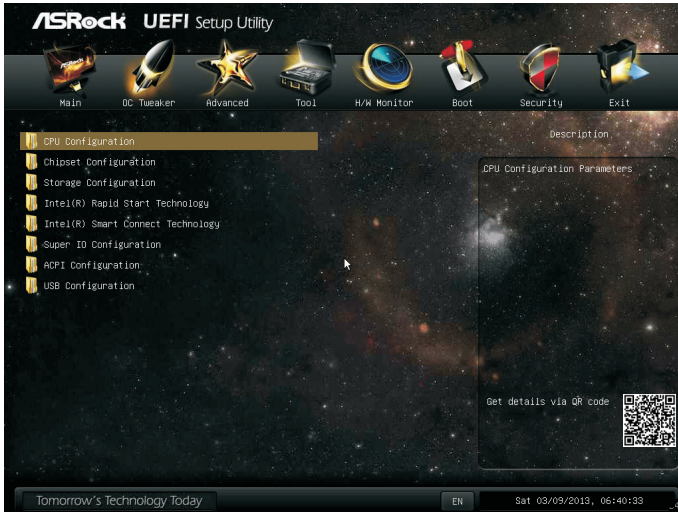 ASRock UEFI Setup Utility
Main OC Tweaker Advanced Tool H/W Monitor Boot Security Exit
CPU Configuration
Chipset Configuration
Storage Configuration
Intel(R) Rapid Start Technology
Intel(R) Smart Connect Technology
Super IO Configuration
ACPI Configuration
USB Configuration
Description
CPU Configuration Parameters
Get details via QR code
Tomorrow's Technology Today
EN
Sat 03/09/2013, 06:40:33